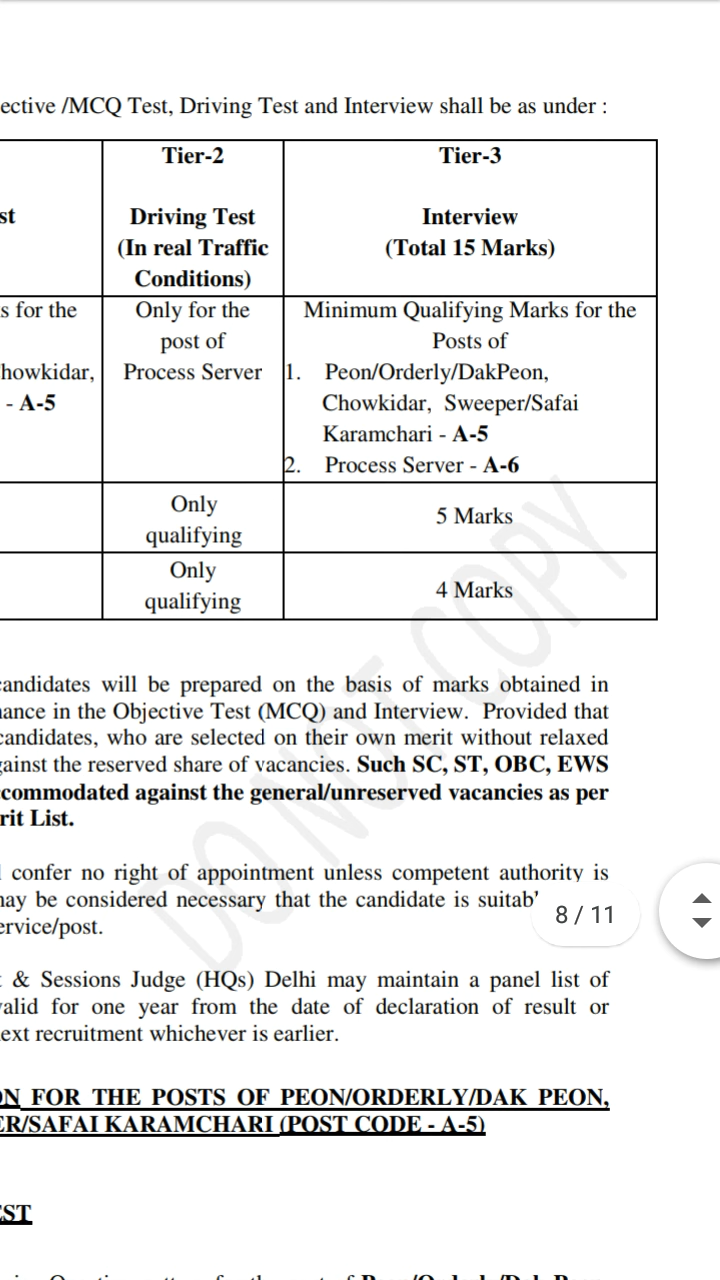 ective /MCQ Test, Driving Test and Interview shall be as under :
Tier-2
Tier-3
st
Driving Test
(In real Traffic
Conditions)
Interview
(Total 15 Marks)
s for the
howkidar,
- A-5
Only for the
post of
Process Server
Minimum Qualifying Marks for the
Posts of
1. Peon/Orderly/DakPeon,
Chowkidar, Sweeper/Safai
Karamchari - A-5
2. Process Server - A-6
Only
qualifying
5 Marks
Only
qualifying
4 Marks
candidates will be prepared on the basis of marks obtained in
nance in the Objective Test (MCQ) and Interview. Provided that
candidates, who are selected on their own merit without relaxed
gainst the reserved share of vacancies. Such SC, ST, OBC, EWS
ccommodated against the general/unreserved vacancies as per
rit List.
confer no right of appointment unless competent authority is
may be considered necessary that the candidate is suitab
ervice/post.
8 / 11
t & Sessions Judge (HQs) Delhi may maintain a panel list of
valid for one year from the date of declaration of result or
ext recruitment whichever is earlier.
ON FOR THE POSTS OF PEON/ORDERLY/DAK PEON,
ER/SAFAI KARAMCHARI (POST CODE - A-5)
EST
DO NOT COPY